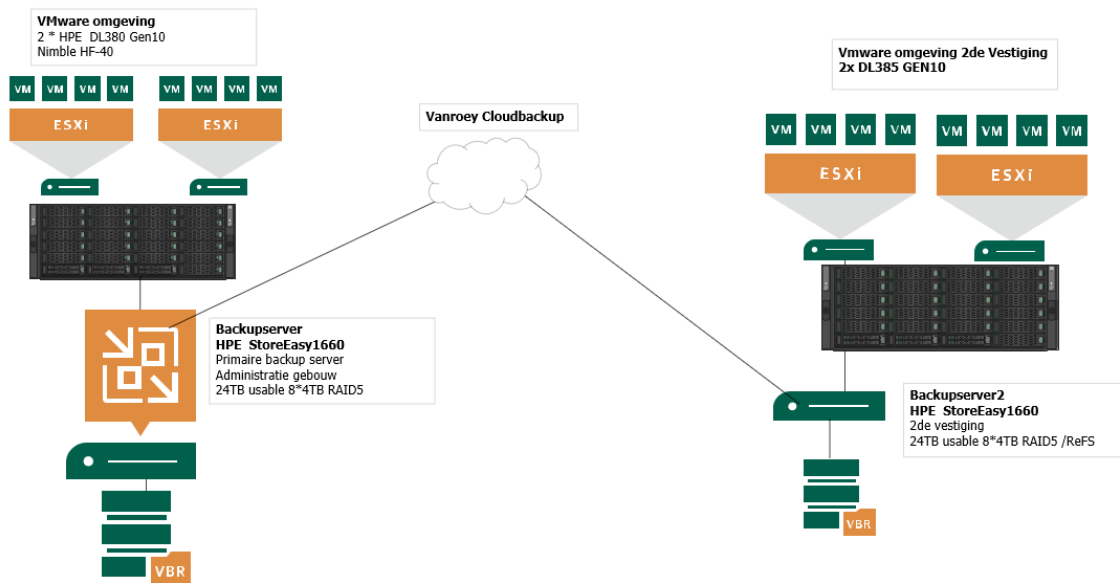 VMware omgeving
2 * HPE DL380 Gen10
Nimble HF-40
VM VM VM VM VM VM VM VM
ESXi ESXi
Vanroey Cloudbackup
Vmware omgeving 2de Vestiging
2x DL385 GEN10
VM VM VM VM VM VM VM VM
ESXi ESXi
Backupserver
HPE StoreEasy1660
Primaire backup server
Administratie gebouw
24TB usable 8*4TB RAID5
VBR
Backupserver2
HPE StoreEasy1660
2de vestiging
24TB usable 8*4TB RAID5 /ReFS
VBR